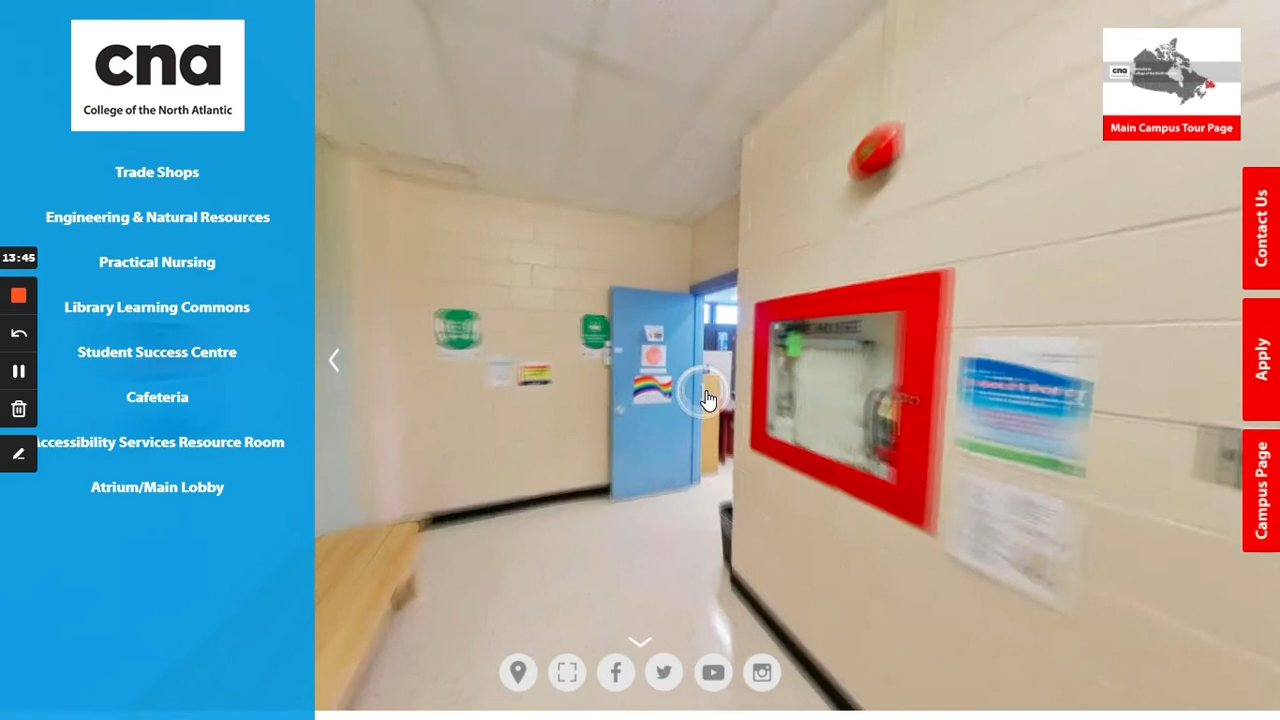 cna
College of the North Atlantic
Trade Shops
Engineering & Natural Resources
Practical Nursing
13:45
Library Learning Commons
Student Success Centre
Cafeteria
Accessibility Services Resource Room
Atrium/Main Lobby
cna
Main Campus Tour Page
Contact Us
Apply
Campus Page